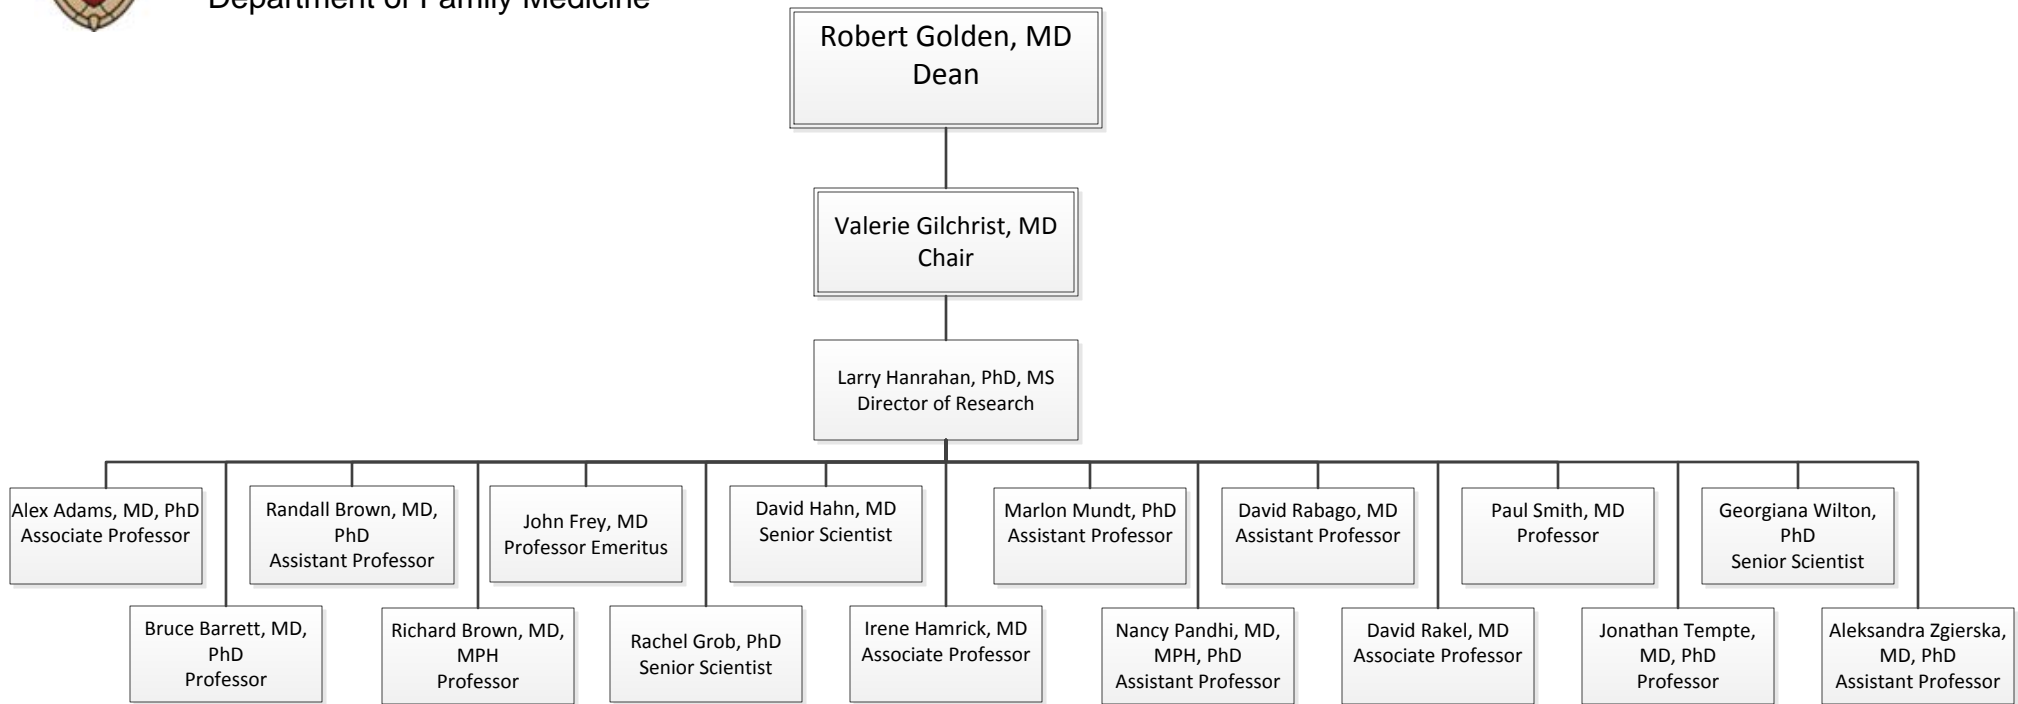 Department of Family Medicine
Robert Golden, MD
Dean
Valerie Gilchrist, MD
Chair
Larry Hanrahan, PhD, MS
Director of Research
Alex Adams, MD, PhD
Associate Professor
Randall Brown, MD,
PhD
Assistant Professor
John Frey, MD
Professor Emeritus
David Hahn, MD
Senior Scientist
Marlon Mundt, PhD
Assistant Professor
David Rabago, MD
Assistant Professor
Paul Smith, MD
Professor
Georgiana Wilton,
PhD
Senior Scientist
Bruce Barrett, MD,
PhD
Professor
Richard Brown, MD,
MPH
Professor
Rachel Grob, PhD
Senior Scientist
Irene Hamrick, MD
Associate Professor
Nancy Pandhi, MD,
MPH, PhD
Assistant Professor
David Rakel, MD
Associate Professor
Jonathan Tempte,
MD, PhD
Professor
Aleksandra Zgierska,
MD, PhD
Assistant Professor